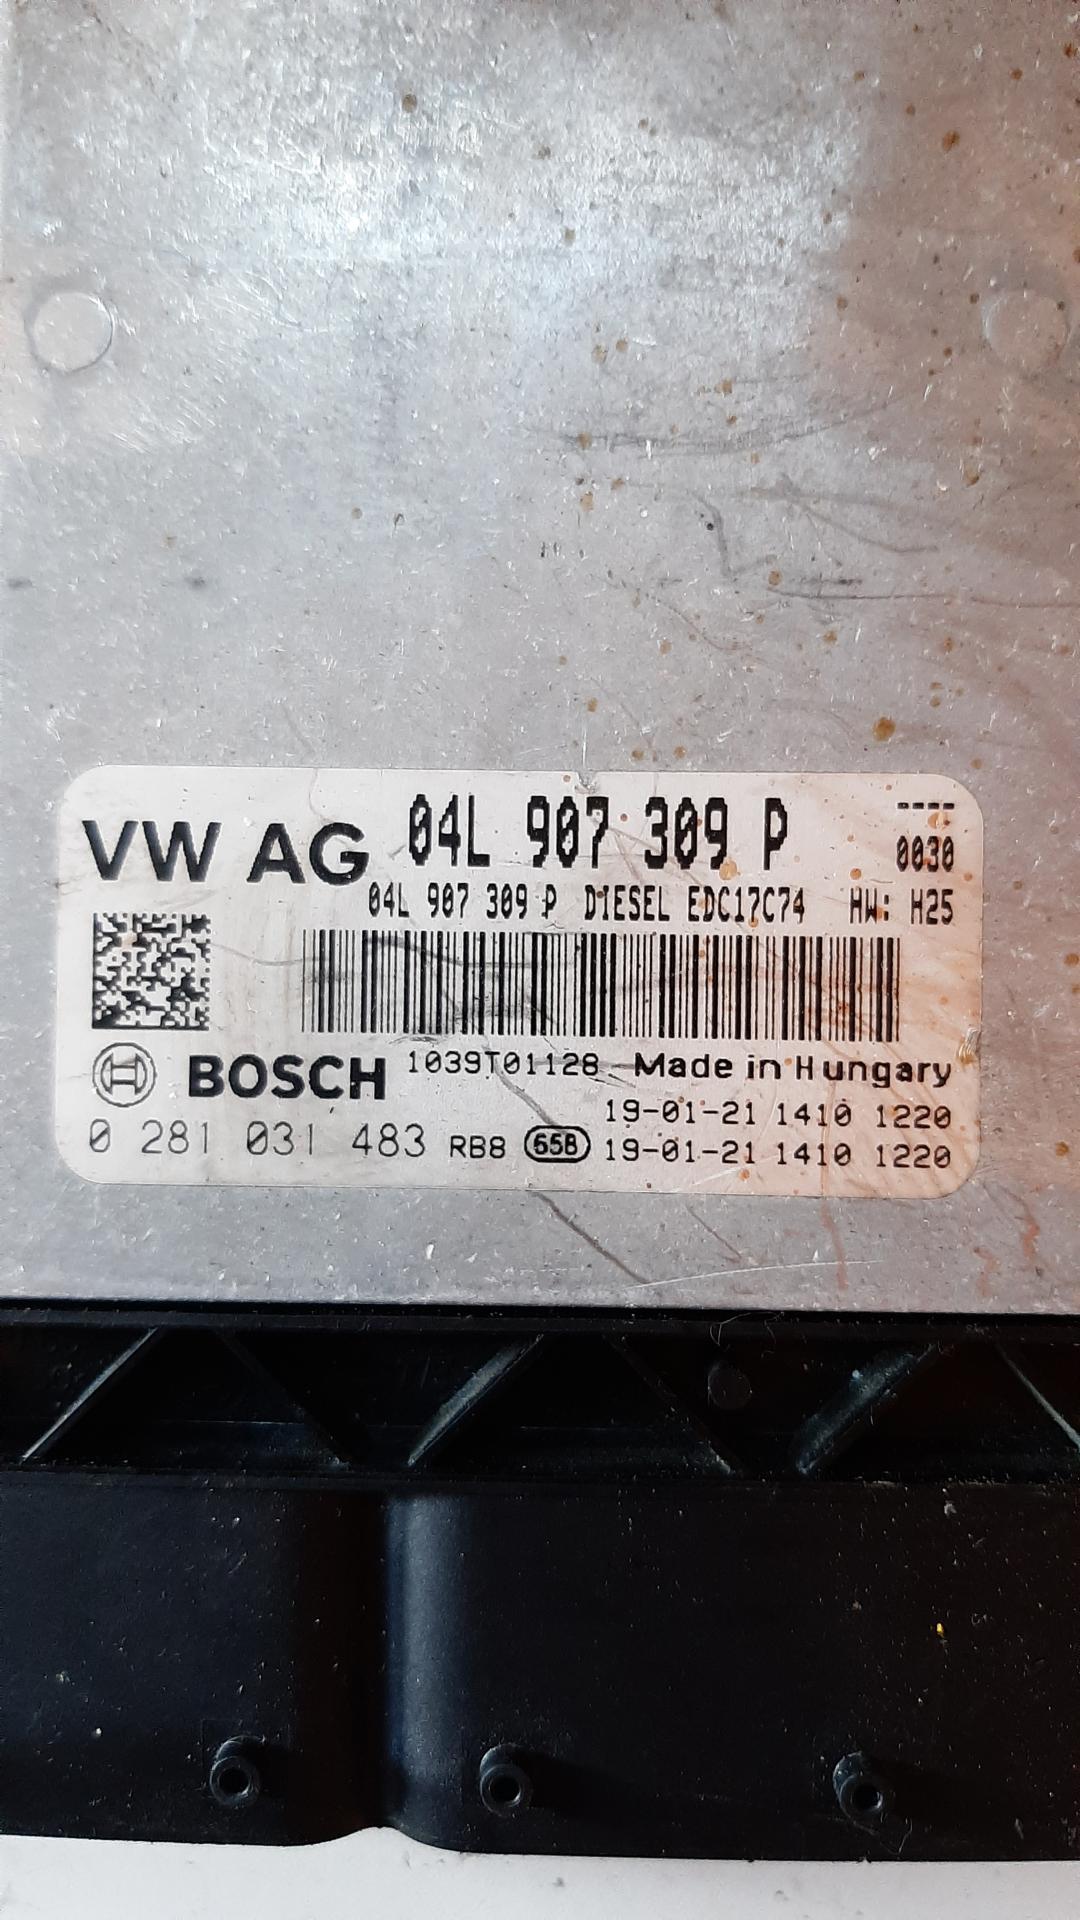 VW AG 04L 907 309 P ----
0030
04L 907 309 P DIESEL EDC17C74 HW: H25
BOSCH 1039T01128 Made in Hungary
19-01-21 1410 1220
0 281 031 483 RB8 658 19-01-21 1410 1220